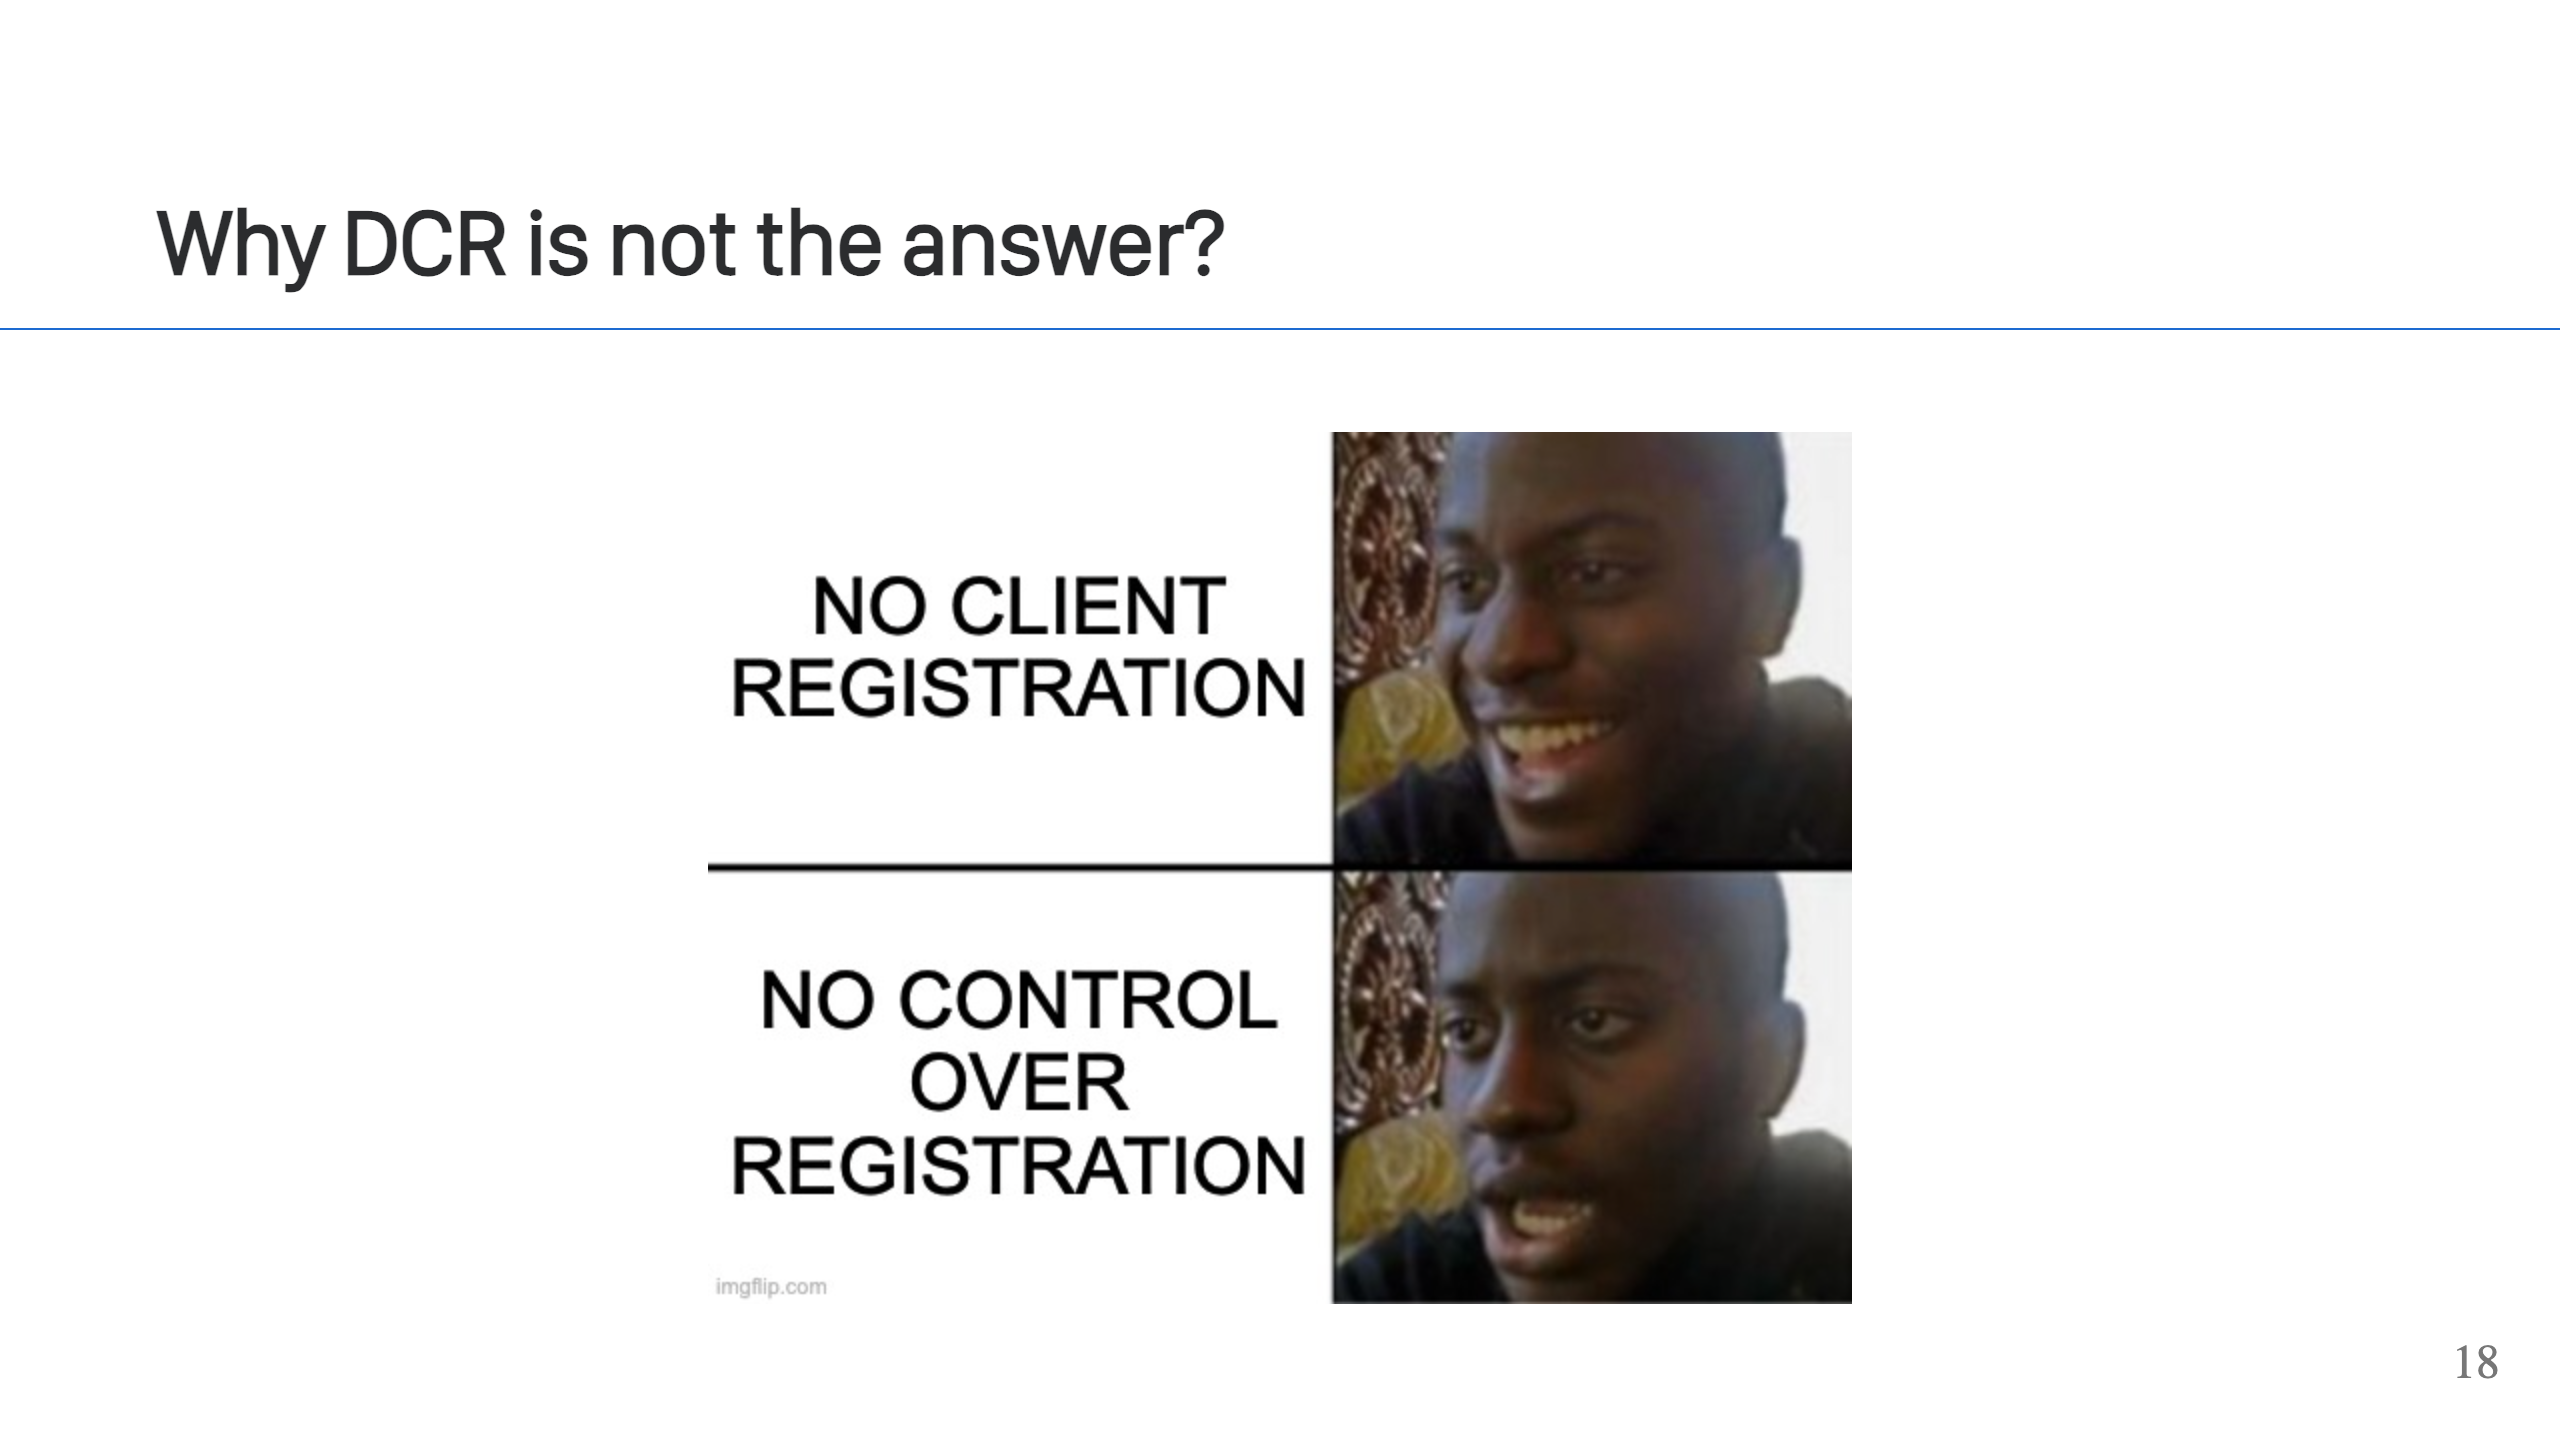 Why DCR is not the answer?
NO CLIENT
REGISTRATION
NO CONTROL
OVER
REGISTRATION
imgflip.com
18